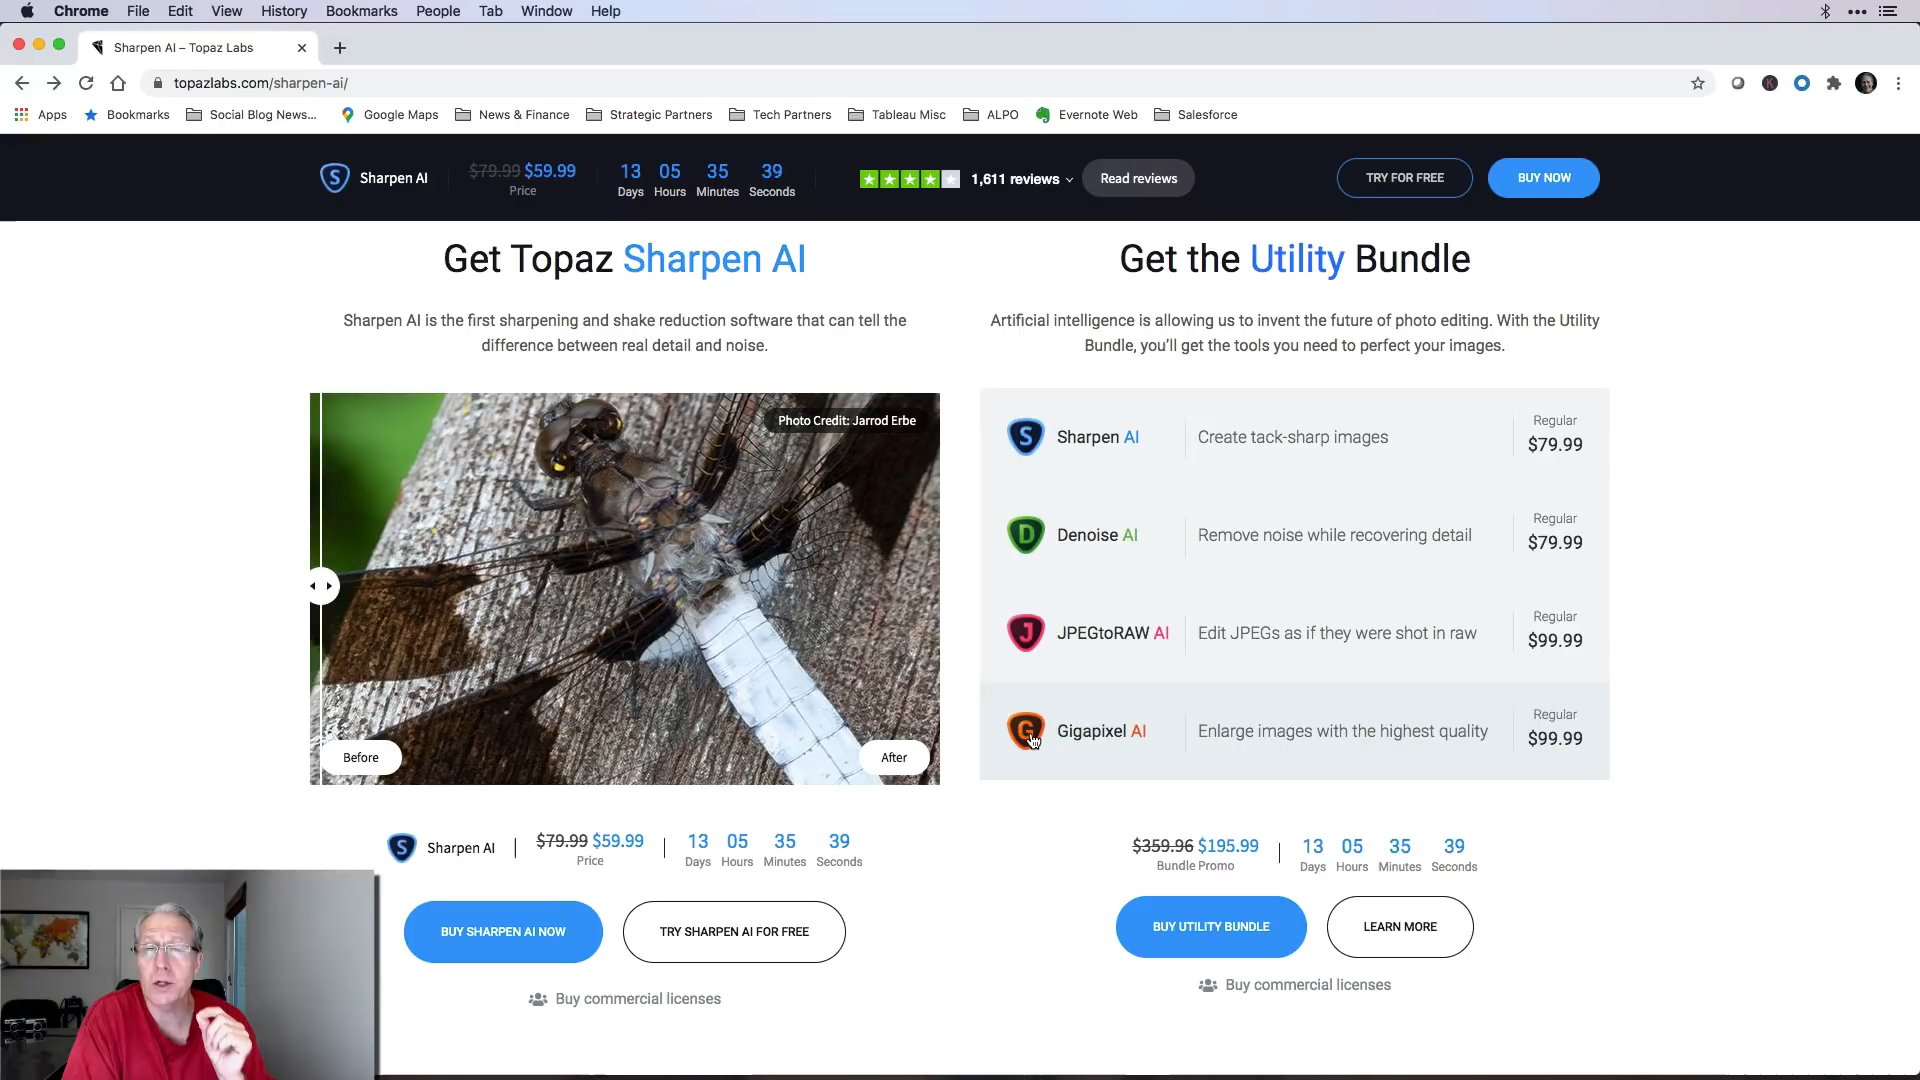 Chrome File Edit View History Bookmarks People Tab Window Help
Sharpen AI – Topaz Labs
topazlabs.com/sharpen-ai/
K
Apps Bookmarks Social Blog News... Google Maps News & Finance Strategic Partners Tech Partners Tableau Misc ALPO Evernote Web Salesforce
S Sharpen AI $79.99 $59.99 13 05 35 39 1,611 reviews Read reviews TRY FOR FREE BUY NOW
Price Days Hours Minutes Seconds
Get Topaz Sharpen AI
Sharpen AI is the first sharpening and shake reduction software that can tell the
difference between real detail and noise.
Photo Credit: Jarrod Erbe
Before After
S Sharpen AI $79.99 $59.99 13 05 35 39
Price Days Hours Minutes Seconds
BUY SHARPEN AI NOW TRY SHARPEN AI FOR FREE
Buy commercial licenses
Get the Utility Bundle
Artificial intelligence is allowing us to invent the future of photo editing. With the Utility
Bundle, you'll get the tools you need to perfect your images.
S Sharpen AI Create tack-sharp images Regular
$79.99
D Denoise AI Remove noise while recovering detail Regular
$79.99
J JPEGtoRAW AI Edit JPEGs as if they were shot in raw Regular
$99.99
G Gigapixel AI Enlarge images with the highest quality Regular
$99.99
$359.96 $195.99 13 05 35 39
Bundle Promo Days Hours Minutes Seconds
BUY UTILITY BUNDLE LEARN MORE
Buy commercial licenses